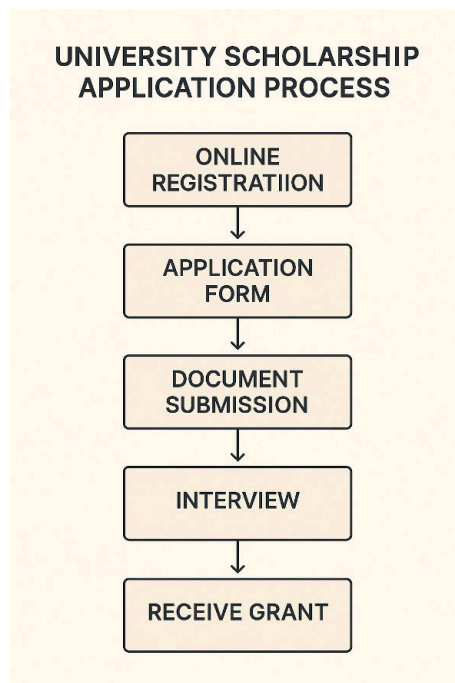 UNIVERSITY SCHOLARSHIP
APPLICATION PROCESS
ONLINE
REGISTRATIION
APPLICATION
FORM
DOCUMENT
SUBMISSION
INTERVIEW
RECEIVE GRANT